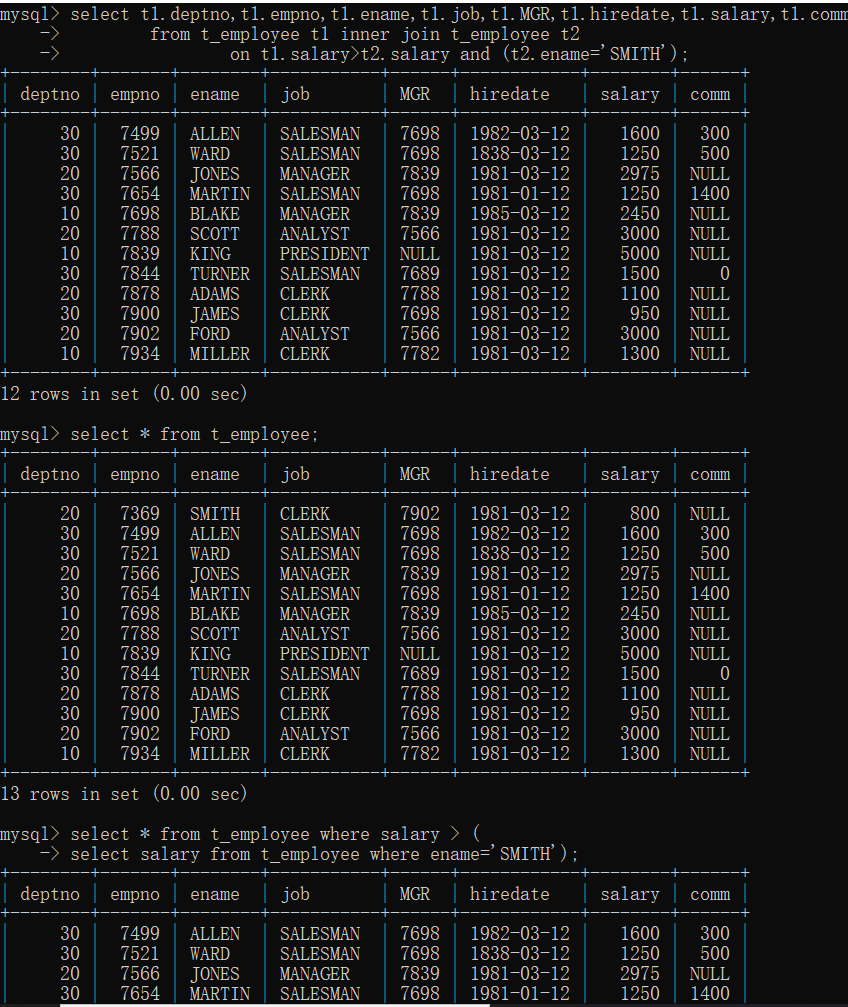 mysql> select t1.deptno,t1.empno,t1.ename,t1.job,t1.MGR,t1.hiredate,t1.salary,t1.comm
    -> from t_employee t1 inner join t_employee t2
    -> on t1.salary>t2.salary and (t2.ename='SMITH');
| deptno | empno | ename | job | MGR | hiredate | salary | comm |
| 30 | 7499 | ALLEN | SALESMAN | 7698 | 1982-03-12 | 1600 | 300 |
| 30 | 7521 | WARD | SALESMAN | 7698 | 1838-03-12 | 1250 | 500 |
| 20 | 7566 | JONES | MANAGER | 7839 | 1981-03-12 | 2975 | NULL |
| 30 | 7654 | MARTIN | SALESMAN | 7698 | 1981-01-12 | 1250 | 1400 |
| 10 | 7698 | BLAKE | MANAGER | 7839 | 1985-03-12 | 2450 | NULL |
| 20 | 7788 | SCOTT | ANALYST | 7566 | 1981-03-12 | 3000 | NULL |
| 10 | 7839 | KING | PRESIDENT | NULL | 1981-03-12 | 5000 | NULL |
| 30 | 7844 | TURNER | SALESMAN | 7689 | 1981-03-12 | 1500 | 0 |
| 20 | 7878 | ADAMS | CLERK | 7788 | 1981-03-12 | 1100 | NULL |
| 30 | 7900 | JAMES | CLERK | 7698 | 1981-03-12 | 950 | NULL |
| 20 | 7902 | FORD | ANALYST | 7566 | 1981-03-12 | 3000 | NULL |
| 10 | 7934 | MILLER | CLERK | 7782 | 1981-03-12 | 1300 | NULL |
12 rows in set (0.00 sec)
mysql> select * from t_employee;
| deptno | empno | ename | job | MGR | hiredate | salary | comm |
| 20 | 7369 | SMITH | CLERK | 7902 | 1981-03-12 | 800 | NULL |
| 30 | 7499 | ALLEN | SALESMAN | 7698 | 1982-03-12 | 1600 | 300 |
| 30 | 7521 | WARD | SALESMAN | 7698 | 1838-03-12 | 1250 | 500 |
| 20 | 7566 | JONES | MANAGER | 7839 | 1981-03-12 | 2975 | NULL |
| 30 | 7654 | MARTIN | SALESMAN | 7698 | 1981-01-12 | 1250 | 1400 |
| 10 | 7698 | BLAKE | MANAGER | 7839 | 1985-03-12 | 2450 | NULL |
| 20 | 7788 | SCOTT | ANALYST | 7566 | 1981-03-12 | 3000 | NULL |
| 10 | 7839 | KING | PRESIDENT | NULL | 1981-03-12 | 5000 | NULL |
| 30 | 7844 | TURNER | SALESMAN | 7689 | 1981-03-12 | 1500 | 0 |
| 20 | 7878 | ADAMS | CLERK | 7788 | 1981-03-12 | 1100 | NULL |
| 30 | 7900 | JAMES | CLERK | 7698 | 1981-03-12 | 950 | NULL |
| 20 | 7902 | FORD | ANALYST | 7566 | 1981-03-12 | 3000 | NULL |
| 10 | 7934 | MILLER | CLERK | 7782 | 1981-03-12 | 1300 | NULL |
13 rows in set (0.00 sec)
mysql> select * from t_employee where salary > (
    -> select salary from t_employee where ename='SMITH');
| deptno | empno | ename | job | MGR | hiredate | salary | comm |
| 30 | 7499 | ALLEN | SALESMAN | 7698 | 1982-03-12 | 1600 | 300 |
| 30 | 7521 | WARD | SALESMAN | 7698 | 1838-03-12 | 1250 | 500 |
| 20 | 7566 | JONES | MANAGER | 7839 | 1981-03-12 | 2975 | NULL |
| 30 | 7654 | MARTIN | SALESMAN | 7698 | 1981-01-12 | 1250 | 1400 |